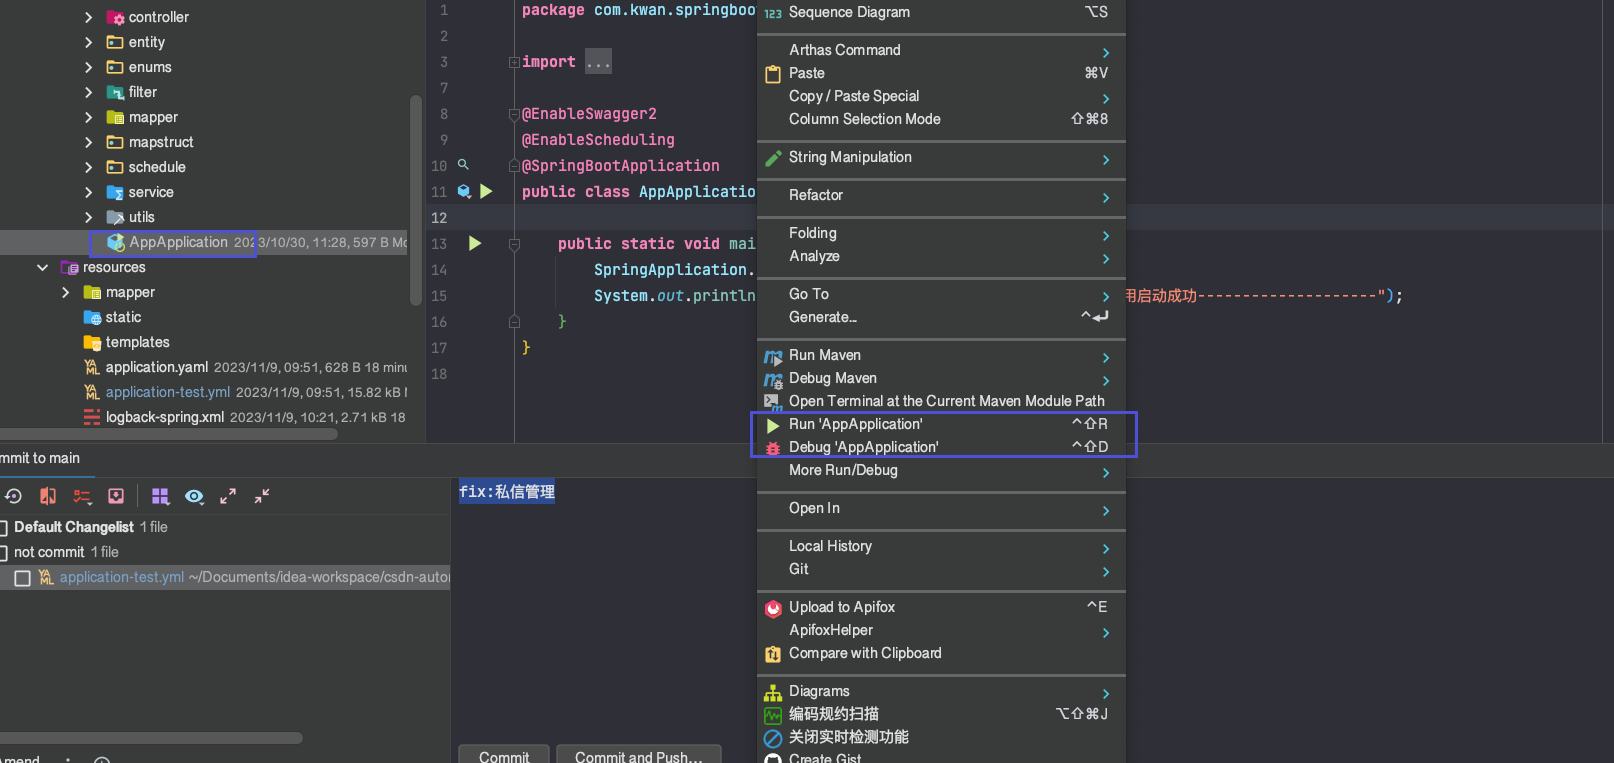 controller
entity
enums
filter
mapper
mapstruct
schedule
service
utils
AppApplication 2023/10/30, 11:28, 597 B
resources
mapper
static
templates
application.yaml 2023/11/9, 09:51, 628 B 18
application-test.yml 2023/11/9, 09:51, 15.82 kB
logback-spring.xml 2023/11/9, 10:21, 2.71 kB 18
1 package com.kwan.springboo
2
3 import ...
7
8 @EnableSwagger2
9 @EnableScheduling
10 @SpringBootApplication
11 public class AppApplicatio
12
13 public static void mai
14 SpringApplication.
15 System.out.println 用启动成功--------------------");
16 }
17 }
18
Sequence Diagram ⌥S
Arthas Command
Paste ⌘V
Copy / Paste Special
Column Selection Mode ⇧⌘8
String Manipulation
Refactor
Folding
Analyze
Go To
Generate... ^↩
Run Maven
Debug Maven
Open Terminal at the Current Maven Module Path
Run 'AppApplication' ^⇧R
Debug 'AppApplication' ^⇧D
More Run/Debug
Open In
Local History
Git
Upload to Apifox ^E
ApifoxHelper
Compare with Clipboard
Diagrams
编码规约扫描 ⌥⇧⌘J
关闭实时检测功能
Create Gist
mmit to main
Default Changelist 1 file
not commit 1 file
application-test.yml ~/Documents/idea-workspace/csdn-auto
fix:私信管理
Amend
Commit
Commit and Push...